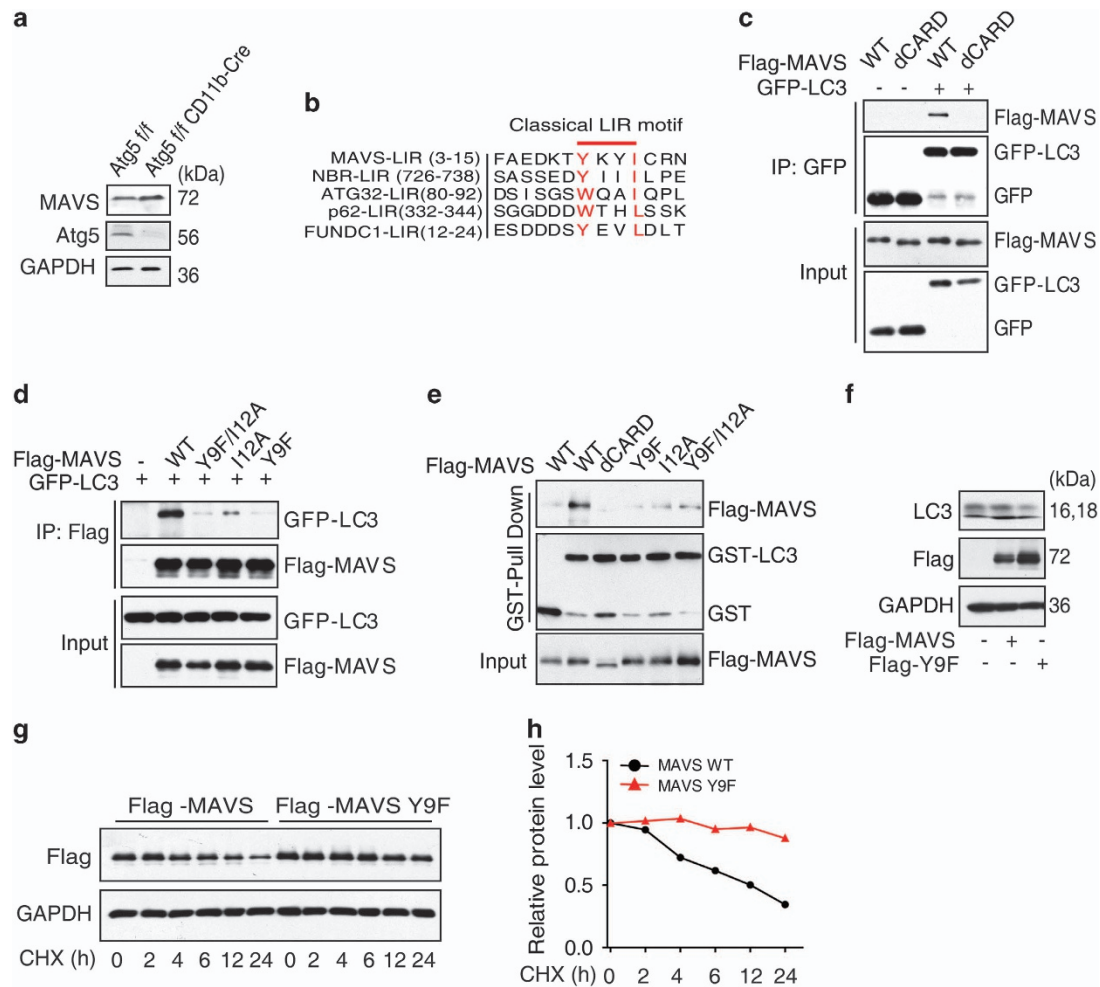 a
Atg5 f/f
Atg5 f/f CD11b-Cre
(kDa)
MAVS 72
Atg5 56
GAPDH 36
b
Classical LIR motif
MAVS-LIR (3-15) FAEDKTYKYICRN
NBR-LIR (726-738) SASSEDYIIILPE
ATG32-LIR(80-92) DSISGSWQAIQPL
p62-LIR(332-344) SGGDDDWTHLSSK
FUNDC1-LIR(12-24) ESDDDSYEVLDLT
c
Flag-MAVS WT dCARD WT dCARD
GFP-LC3 - - + +
IP: GFP
Flag-MAVS
GFP-LC3
GFP
Input
Flag-MAVS
GFP-LC3
GFP
d
Flag-MAVS - WT Y9F/I12A I12A Y9F
GFP-LC3 + + + + +
IP: Flag
GFP-LC3
Flag-MAVS
Input
GFP-LC3
Flag-MAVS
e
Flag-MAVS WT WT dCARD Y9F I12A Y9F/I12A
GST-Pull Down
Flag-MAVS
GST-LC3
GST
Input Flag-MAVS
f
(kDa)
LC3 16,18
Flag 72
GAPDH 36
Flag-MAVS - + -
Flag-Y9F - - +
g
Flag -MAVS Flag -MAVS Y9F
Flag
GAPDH
CHX (h) 0 2 4 6 12 24 0 2 4 6 12 24
h
Relative protein level
1.5
1.0
0.5
0.0
MAVS WT
MAVS Y9F
CHX (h) 0 2 4 6 12 24